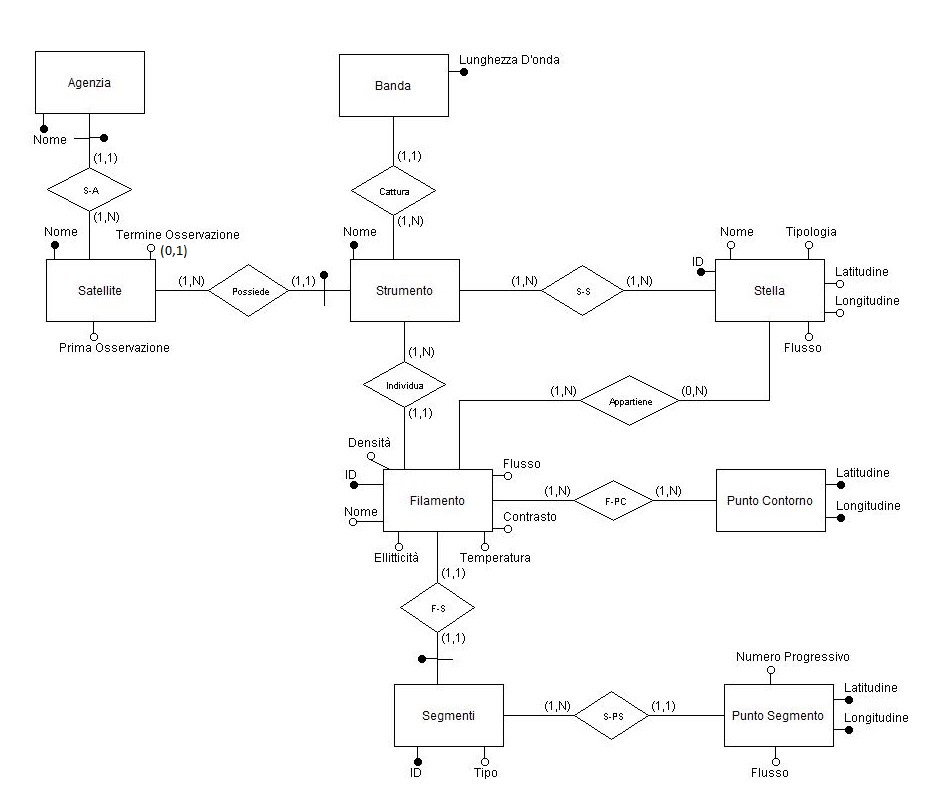 Lunghezza D'onda
Agenzia
Banda
Nome
(1,1)
(1,1)
S-A
Cattura
(1,N)
(1,N)
Nome
Termine Osservazione
(0,1)
Nome
Nome
Tipologia
ID
Latitudine
Satellite
(1,N)
Possiede
(1,1)
Strumento
(1,N)
S-S
(1,N)
Stella
Longitudine
Prima Osservazione
Flusso
(1,N)
Individua
(1,N)
Appartiene
(0,N)
(1,1)
Densità
Flusso
ID
Latitudine
Filamento
(1,N)
F-PC
(1,N)
Punto Contorno
Nome
Contrasto
Longitudine
Ellitticità
Temperatura
(1,1)
F-S
(1,1)
Numero Progressivo
Latitudine
Segmenti
(1,N)
S-PS
(1,1)
Punto Segmento
Longitudine
ID
Tipo
Flusso